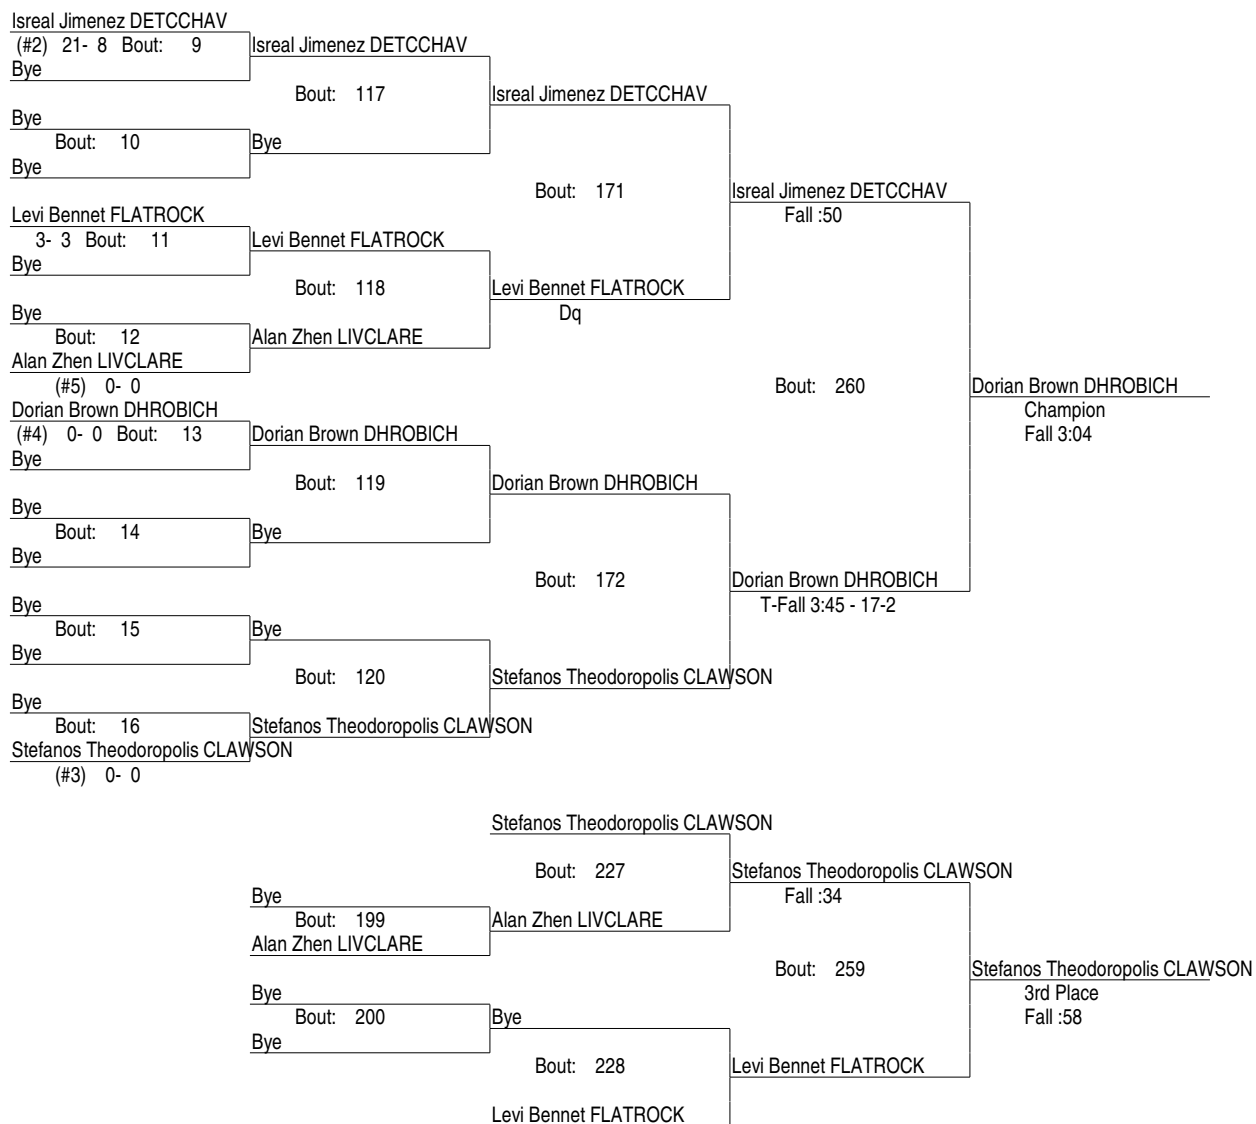 Isreal Jimenez DETCCHAV
(#2) 21- 8 Bout: 9 Isreal Jimenez DETCCHAV
Bye
Bout: 117 Isreal Jimenez DETCCHAV
Bye
Bout: 10 Bye
Bye
Bout: 171 Isreal Jimenez DETCCHAV
Levi Bennet FLATROCK Fall :50
3- 3 Bout: 11 Levi Bennet FLATROCK
Bye
Bout: 118 Levi Bennet FLATROCK
Bye Dq
Bout: 12 Alan Zhen LIVCLARE
Alan Zhen LIVCLARE
(#5) 0- 0 Bout: 260 Dorian Brown DHROBICH
Dorian Brown DHROBICH Champion
(#4) 0- 0 Bout: 13 Dorian Brown DHROBICH Fall 3:04
Bye
Bout: 119 Dorian Brown DHROBICH
Bye
Bout: 14 Bye
Bye
Bout: 172 Dorian Brown DHROBICH
Bye T-Fall 3:45 - 17-2
Bout: 15 Bye
Bye
Bout: 120 Stefanos Theodoropolis CLAWSON
Bye
Bout: 16 Stefanos Theodoropolis CLAWSON
Stefanos Theodoropolis CLAWSON
(#3) 0- 0
Stefanos Theodoropolis CLAWSON
Bout: 227 Stefanos Theodoropolis CLAWSON
Bye Fall :34
Bout: 199 Alan Zhen LIVCLARE
Alan Zhen LIVCLARE
Bout: 259 Stefanos Theodoropolis CLAWSON
Bye 3rd Place
Bout: 200 Bye Fall :58
Bye
Bout: 228 Levi Bennet FLATROCK
Levi Bennet FLATROCK